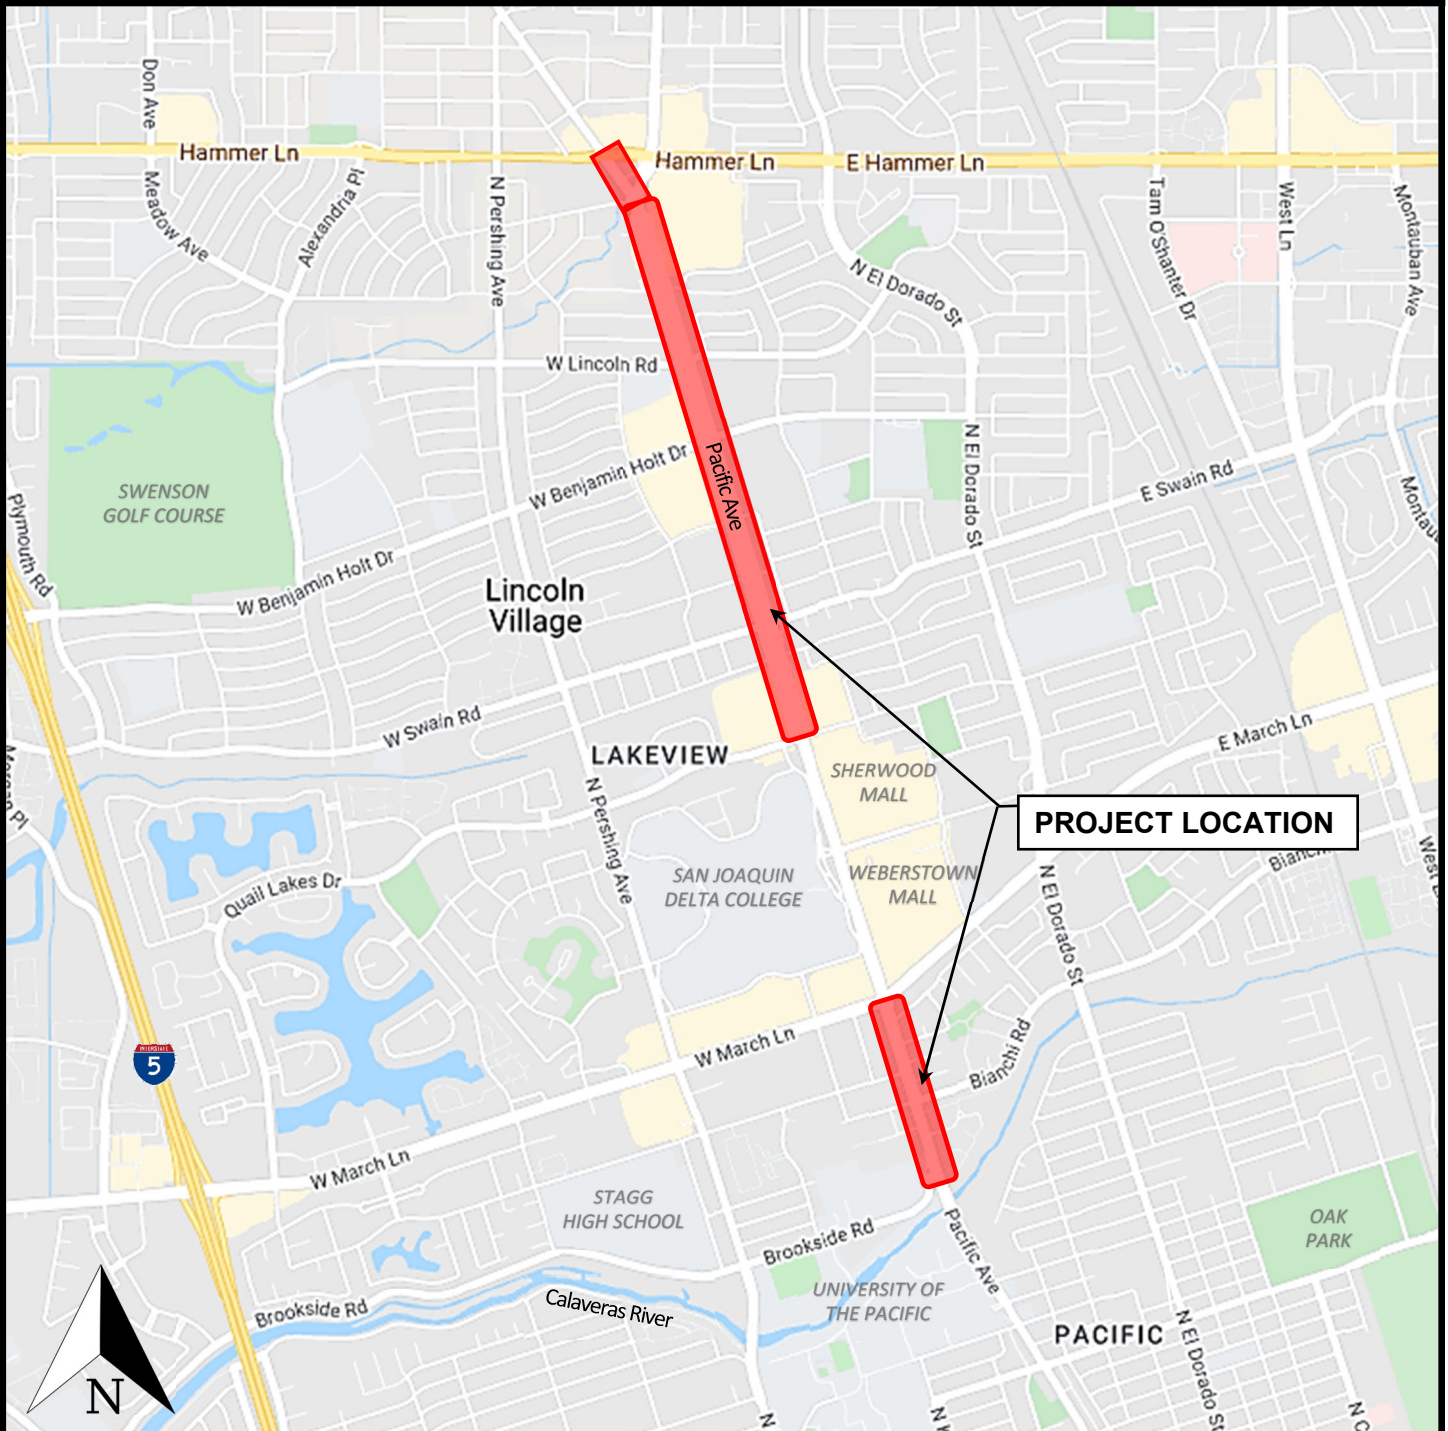 Don Ave
Hammer Ln
Hammer Ln
E Hammer Ln
Meadow Ave
Alexandria Pl
N Pershing Ave
Tam O'Shanter Dr
West Ln
Montauban Ave
N El Dorado St
W Lincoln Rd
Pacific Ave
W Benjamin Holt Dr
N El Dorado St
E Swain Rd
SWENSON
GOLF COURSE
Plymouth Rd
W Benjamin Holt Dr
Lincoln
Village
W Swain Rd
LAKEVIEW
E March Ln
SHERWOOD
MALL
PROJECT LOCATION
N Pershing Ave
SAN JOAQUIN
DELTA COLLEGE
WEBERSTOWN
MALL
Quail Lakes Dr
N El Dorado St
INTERSTATE
5
W March Ln
Bianchi Rd
W March Ln
STAGG
HIGH SCHOOL
OAK
PARK
Brookside Rd
Pacific Ave
UNIVERSITY OF
THE PACIFIC
Brookside Rd
Calaveras River
PACIFIC
N El Dorado St
N
N